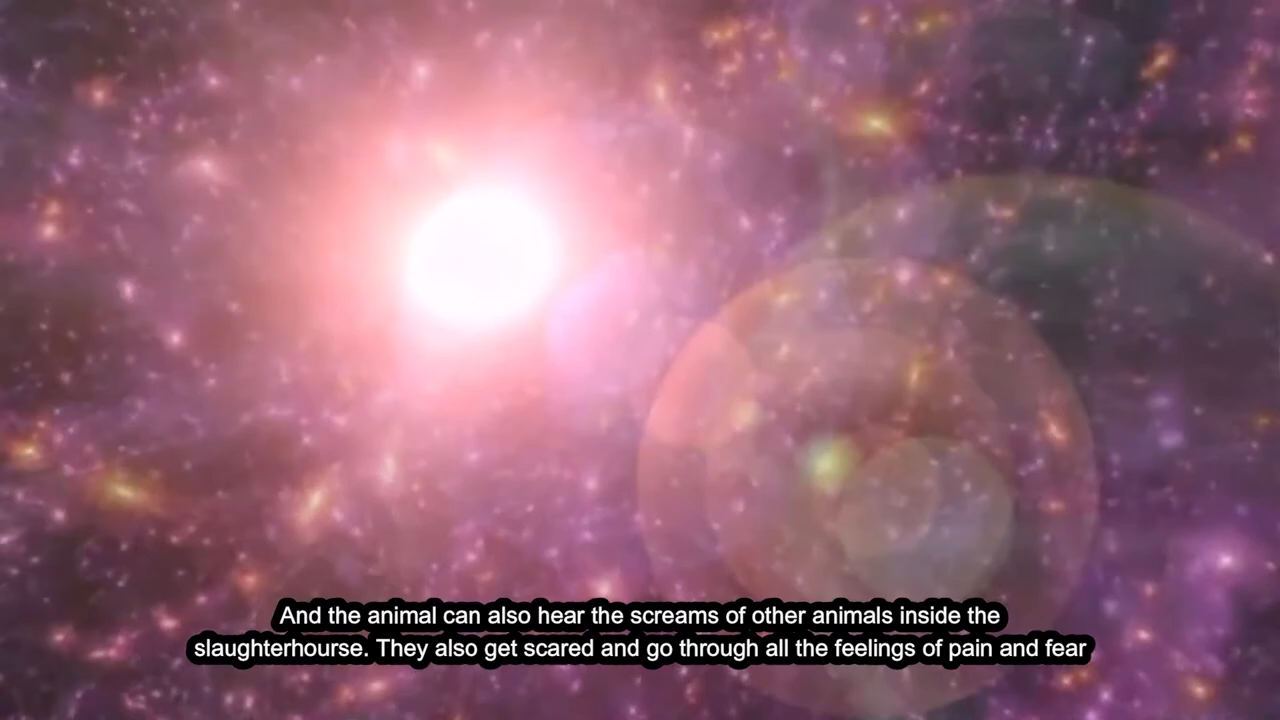 And the animal can also hear the screams of other animals inside the
slaughterhourse. They also get scared and go through all the feelings of pain and fear